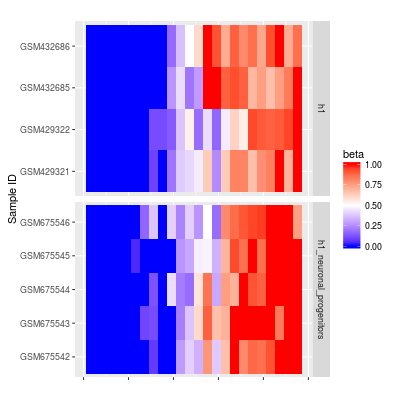 Sample ID
GSM432686
GSM432685
GSM429322
GSM429321
h1
GSM675546
GSM675545
GSM675544
GSM675543
GSM675542
h1_neuronal_progenitors
beta
1.00
0.75
0.50
0.25
0.00